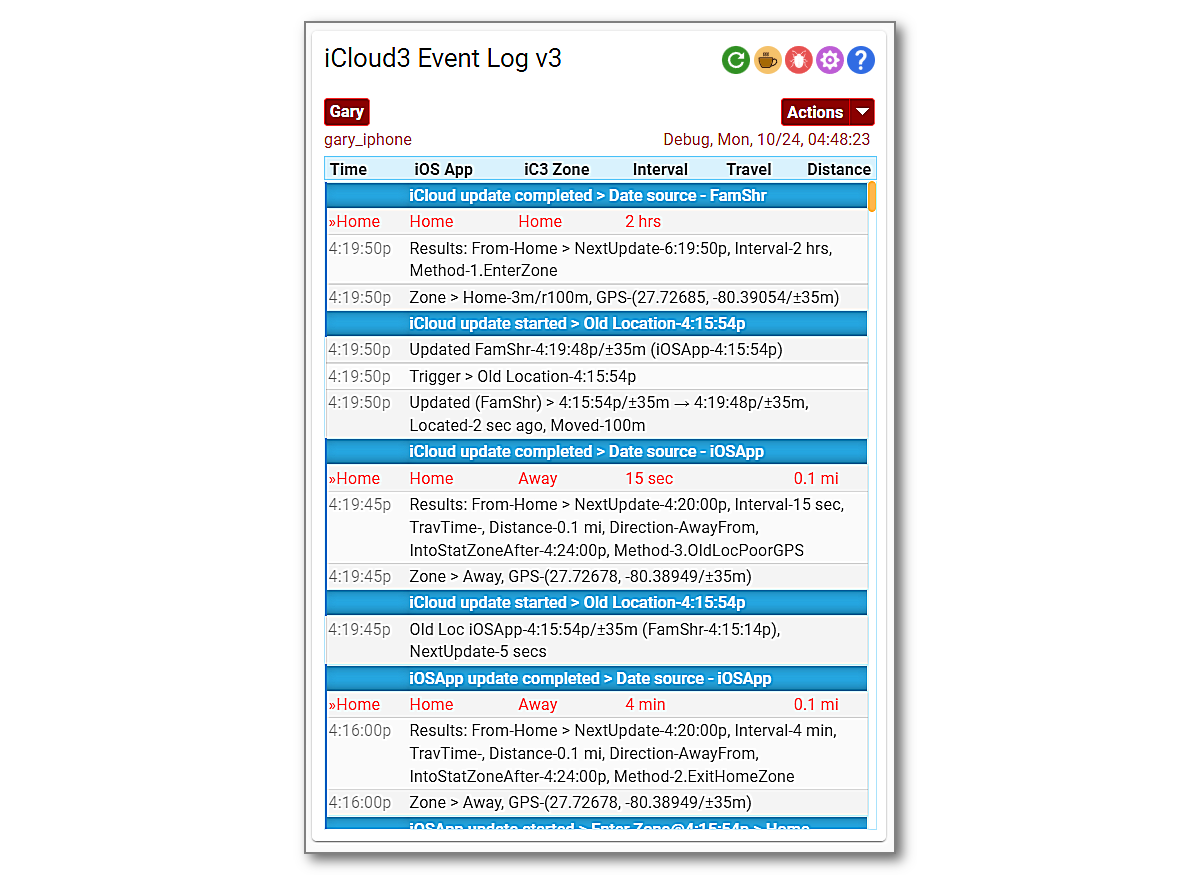 iCloud3 Event Log v3
Gary
Actions
gary_iphone Debug, Mon, 10/24, 04:48:23
Time iOS App iC3 Zone Interval Travel Distance
iCloud update completed > Date source - FamShr
»Home Home Home 2 hrs
4:19:50p Results: From-Home > NextUpdate-6:19:50p, Interval-2 hrs,
Method-1.EnterZone
4:19:50p Zone > Home-3m/r100m, GPS-(27.72685, -80.39054/±35m)
iCloud update started > Old Location-4:15:54p
4:19:50p Updated FamShr-4:19:48p/±35m (iOSApp-4:15:54p)
4:19:50p Trigger > Old Location-4:15:54p
4:19:50p Updated (FamShr) > 4:15:54p/±35m → 4:19:48p/±35m,
Located-2 sec ago, Moved-100m
iCloud update completed > Date source - iOSApp
»Home Home Away 15 sec 0.1 mi
4:19:45p Results: From-Home > NextUpdate-4:20:00p, Interval-15 sec,
TravTime-, Distance-0.1 mi, Direction-AwayFrom,
IntoStatZoneAfter-4:24:00p, Method-3.OldLocPoorGPS
4:19:45p Zone > Away, GPS-(27.72678, -80.38949/±35m)
iCloud update started > Old Location-4:15:54p
4:19:45p Old Loc iOSApp-4:15:54p/±35m (FamShr-4:15:14p),
NextUpdate-5 secs
iOSApp update completed > Date source - iOSApp
»Home Home Away 4 min 0.1 mi
4:16:00p Results: From-Home > NextUpdate-4:20:00p, Interval-4 min,
TravTime-, Distance-0.1 mi, Direction-AwayFrom,
IntoStatZoneAfter-4:24:00p, Method-2.ExitHomeZone
4:16:00p Zone > Away, GPS-(27.72678, -80.38949/±35m)
iOSApp update started > Enter Zone@4:15:54p > Home